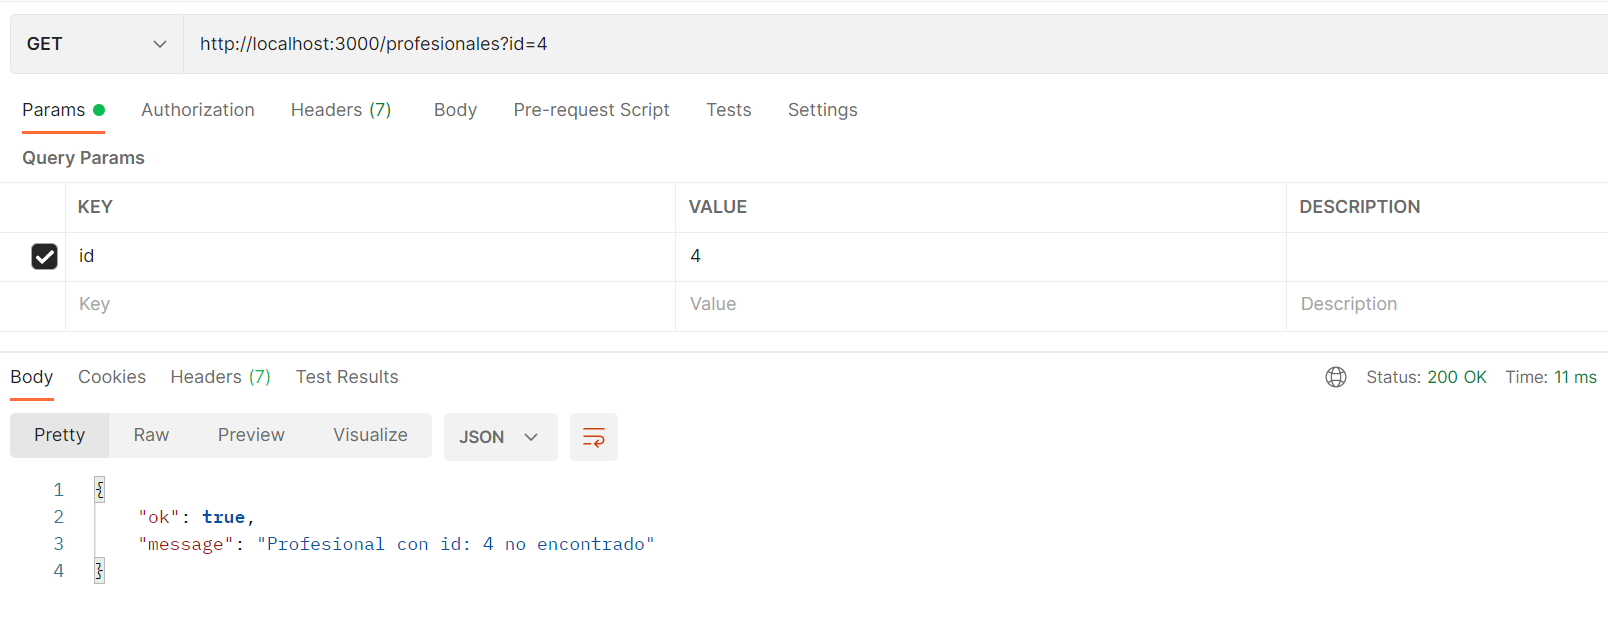 GET http://localhost:3000/profesionales?id=4
Params Authorization Headers (7) Body Pre-request Script Tests Settings
Query Params
KEY VALUE DESCRIPTION
id 4
Key Value Description
Body Cookies Headers (7) Test Results Status: 200 OK Time: 11 ms
Pretty Raw Preview Visualize JSON
1 {
2 "ok": true,
3 "message": "Profesional con id: 4 no encontrado"
4 }